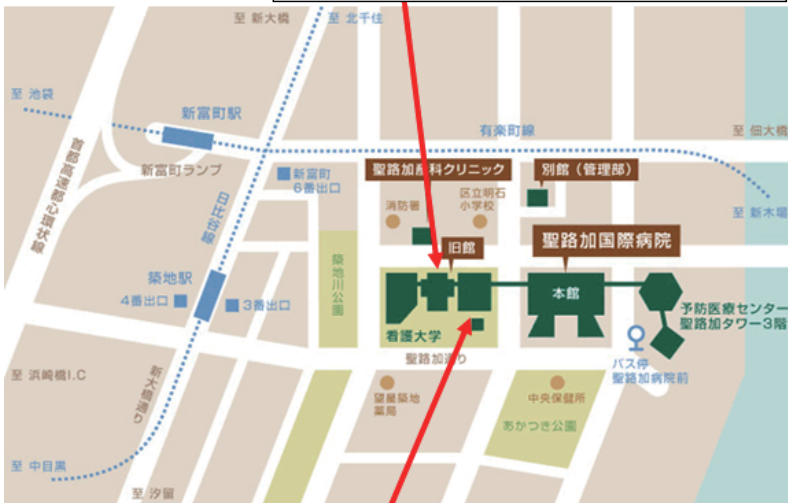 至 新大橋
至 北千住
至 池袋
新富町駅
有楽町線
至 佃大橋
首都高速都心環状線
新富町ランプ
日比谷線
新富町
6番出口
聖路加産科クリニック
別館（管理部）
消防署
区立明石
小学校
至 新木場
旧館
聖路加国際病院
築地駅
4番出口
3番出口
築地川公園
本館
予防医療センター
聖路加タワー3階
看護大学
聖路加通り
バス停
聖路加病院前
至 浜崎橋I.C
新大橋通り
望星築地
薬局
中央保健所
あかつき公園
至 中目黒
至 汐留